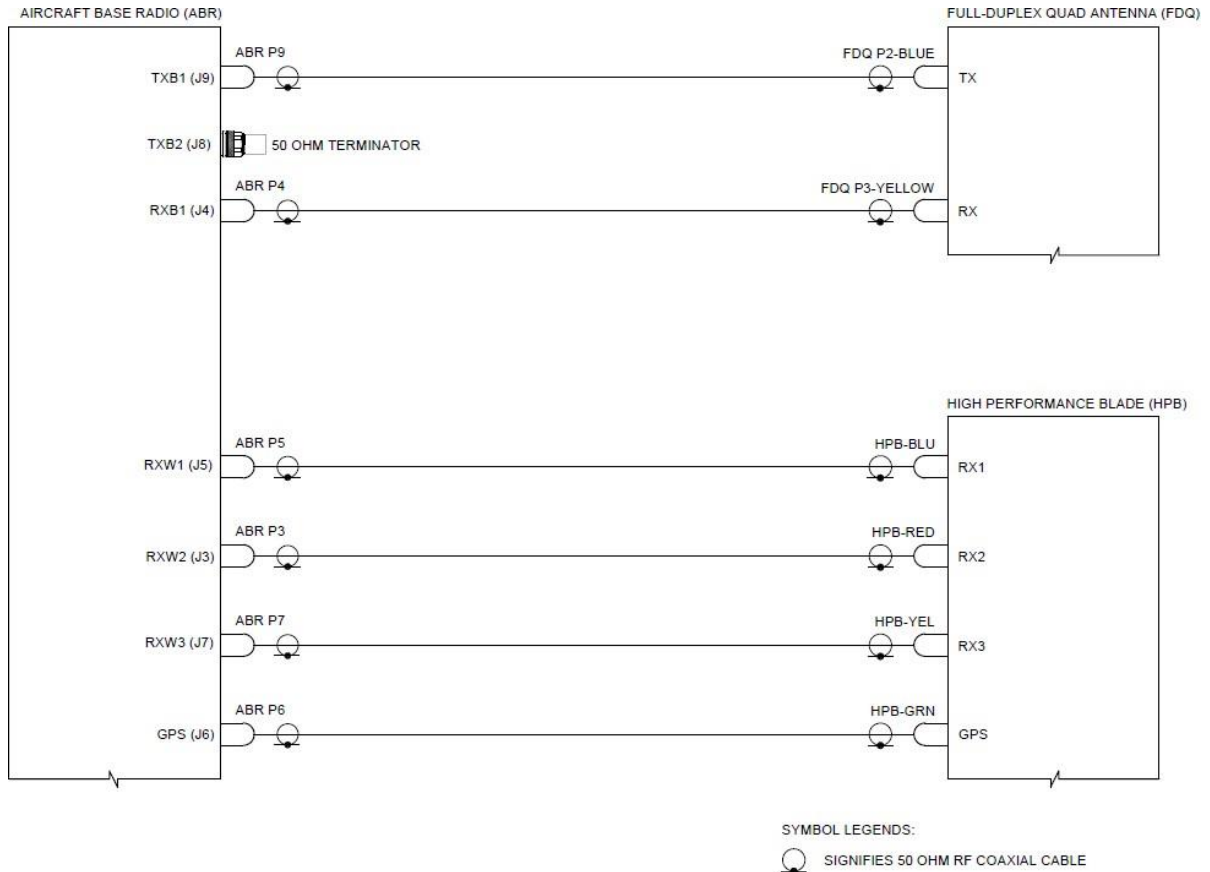 AIRCRAFT BASE RADIO (ABR)
FULL-DUPLEX QUAD ANTENNA (FDQ)
ABR P9
FDQ P2-BLUE
TXB1 (J9)
TX
TXB2 (J8)
50 OHM TERMINATOR
ABR P4
FDQ P3-YELLOW
RXB1 (J4)
RX
HIGH PERFORMANCE BLADE (HPB)
ABR P5
HPB-BLU
RXW1 (J5)
RX1
ABR P3
HPB-RED
RXW2 (J3)
RX2
ABR P7
HPB-YEL
RXW3 (J7)
RX3
ABR P6
HPB-GRN
GPS (J6)
GPS
SYMBOL LEGENDS:
SIGNIFIES 50 OHM RF COAXIAL CABLE